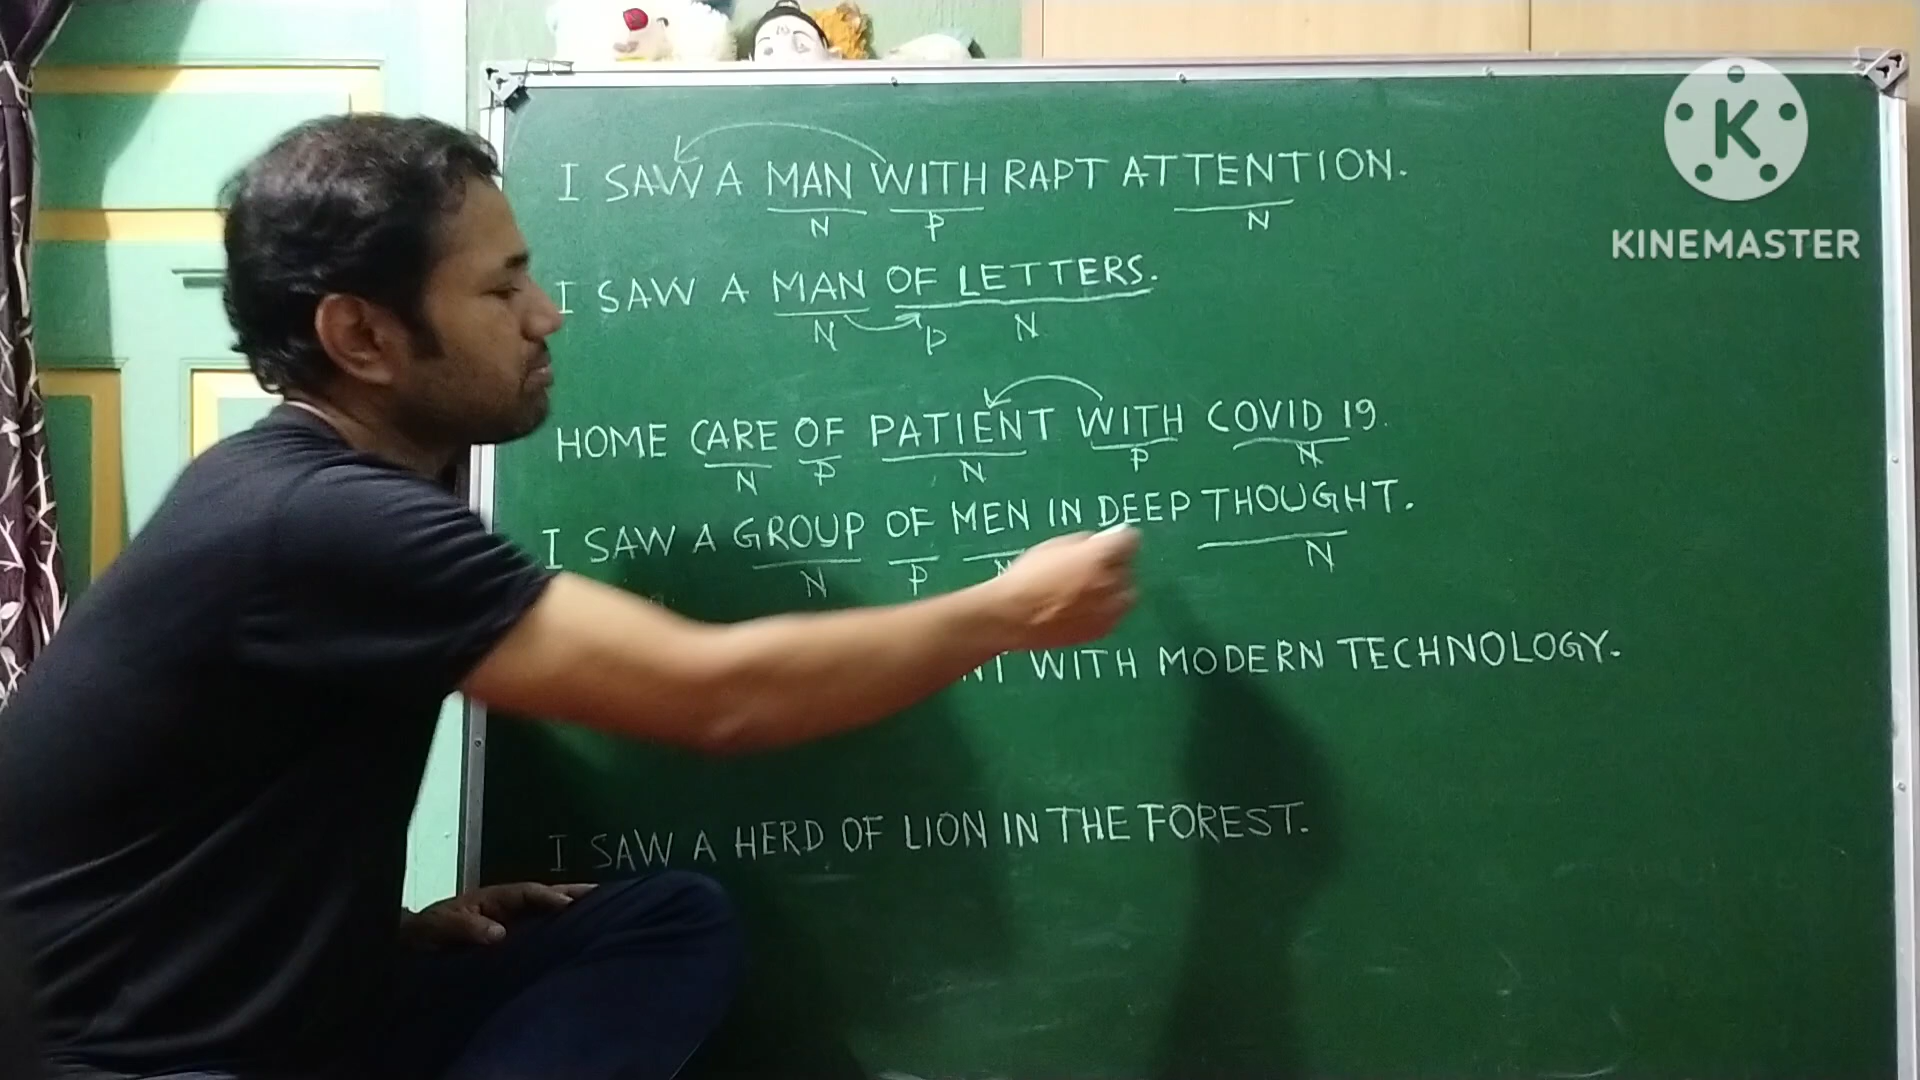 I SAW A MAN WITH RAPT ATTENTION.
N P N
I SAW A MAN OF LETTERS.
N P N
HOME CARE OF PATIENT WITH COVID 19.
N P N P N
I SAW A GROUP OF MEN IN DEEP THOUGHT.
N P N N
WITH MODERN TECHNOLOGY.
I SAW A HERD OF LION IN THE FOREST.
K
KINEMASTER